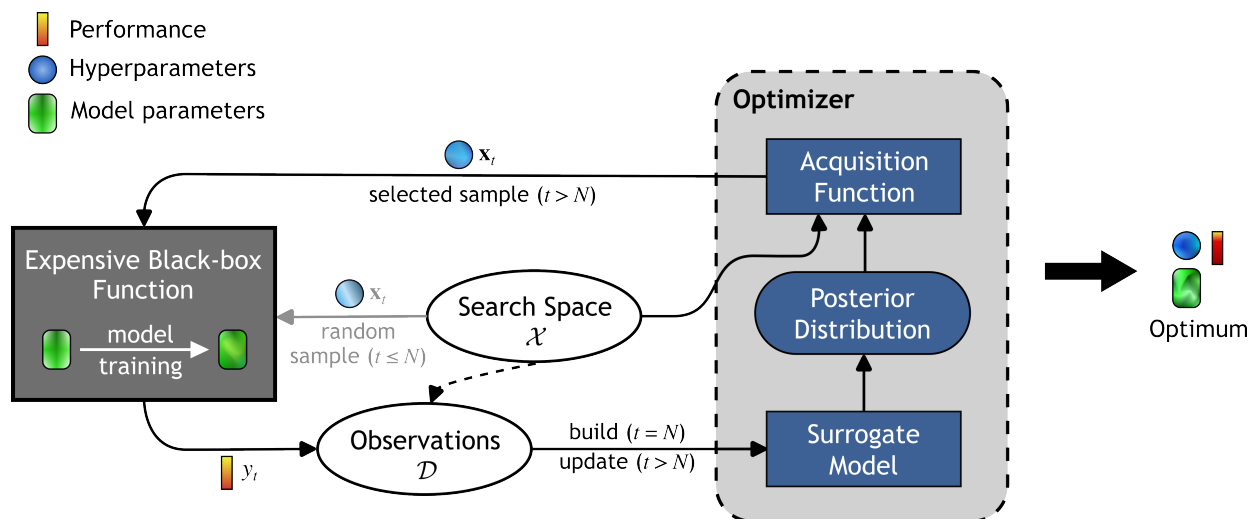 Performance
Hyperparameters
Model parameters
Optimizer
x_t
selected sample (t > N)
Acquisition
Function
Expensive Black-box
Function
model
training
x_t
random
sample (t ≤ N)
Search Space
𝒳
Posterior
Distribution
Optimum
Observations
𝒟
build (t = N)
update (t > N)
Surrogate
Model
y_t